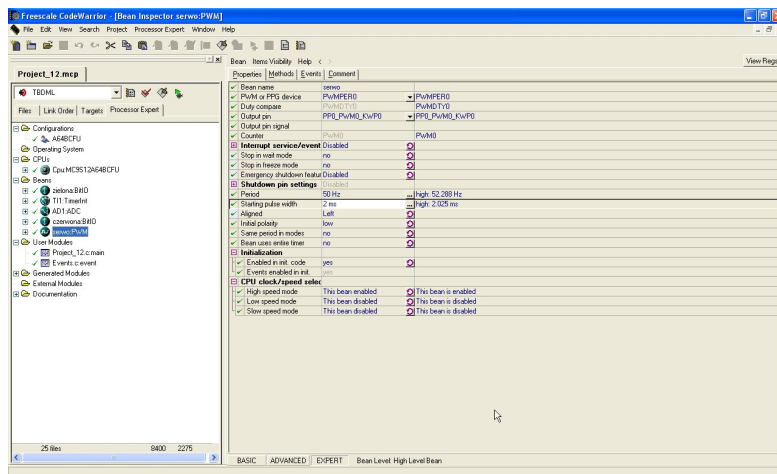 Freescale CodeWarrior - [Bean Inspector serwo:PWM]
File Edit View Search Project Processor Expert Window Help
Bean Items Visibility Help < >
View Regs
Project_12.mcp
Properties Methods Events Comment
TBDML
Files Link Order Targets Processor Expert
Configurations
A64BCFU
Operating System
CPUs
Cpu:MC9S12A64BCFU
Beans
zielona:BitIO
TI1:TimerInt
AD1:ADC
czerwona:BitIO
serwo:PWM
User Modules
Project_12.c:main
Events.c:event
Generated Modules
External Modules
Documentation
25 files 8400 2275
Bean name serwo
PWM or PPG device PWMPER0 PWMPER0
Duty compare PWMDTY0 PWMDTY0
Output pin PP0_PWM0_KWP0 PP0_PWM0_KWP0
Output pin signal
Counter PWM0 PWM0
Interrupt service/event Disabled
Stop in wait mode no
Stop in freeze mode no
Emergency shutdown featur Disabled
Shutdown pin settings Disabled
Period 50 Hz ... high: 52.288 Hz
Starting pulse width 2 ms ... high: 2.025 ms
Aligned Left
Initial polarity low
Same period in modes no
Bean uses entire timer no
Initialization
Enabled in init. code yes
Events enabled in init. yes
CPU clock/speed selec
High speed mode This bean enabled This bean is enabled
Low speed mode This bean disabled This bean is disabled
Slow speed mode This bean disabled This bean is disabled
BASIC ADVANCED EXPERT Bean Level: High Level Bean